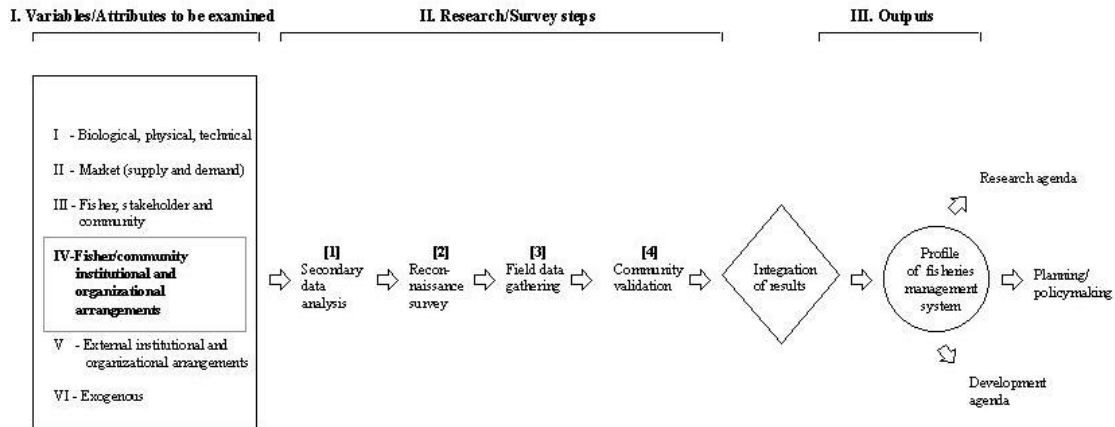 I. Variables/Attributes to be examined
II. Research/Survey steps
III. Outputs
I - Biological, physical, technical
II - Market (supply and demand)
III - Fisher, stakeholder and
community
IV-Fisher/community
institutional and
organizational
arrangements
V - External institutional and
organizational arrangements
VI - Exogenous
[1]
Secondary
data
analysis
[2]
Recon-
naissance
survey
[3]
Field data
gathering
[4]
Community
validation
Integration
of results
Profile
of fisheries
management
system
Research agenda
Planning/
policymaking
Development
agenda